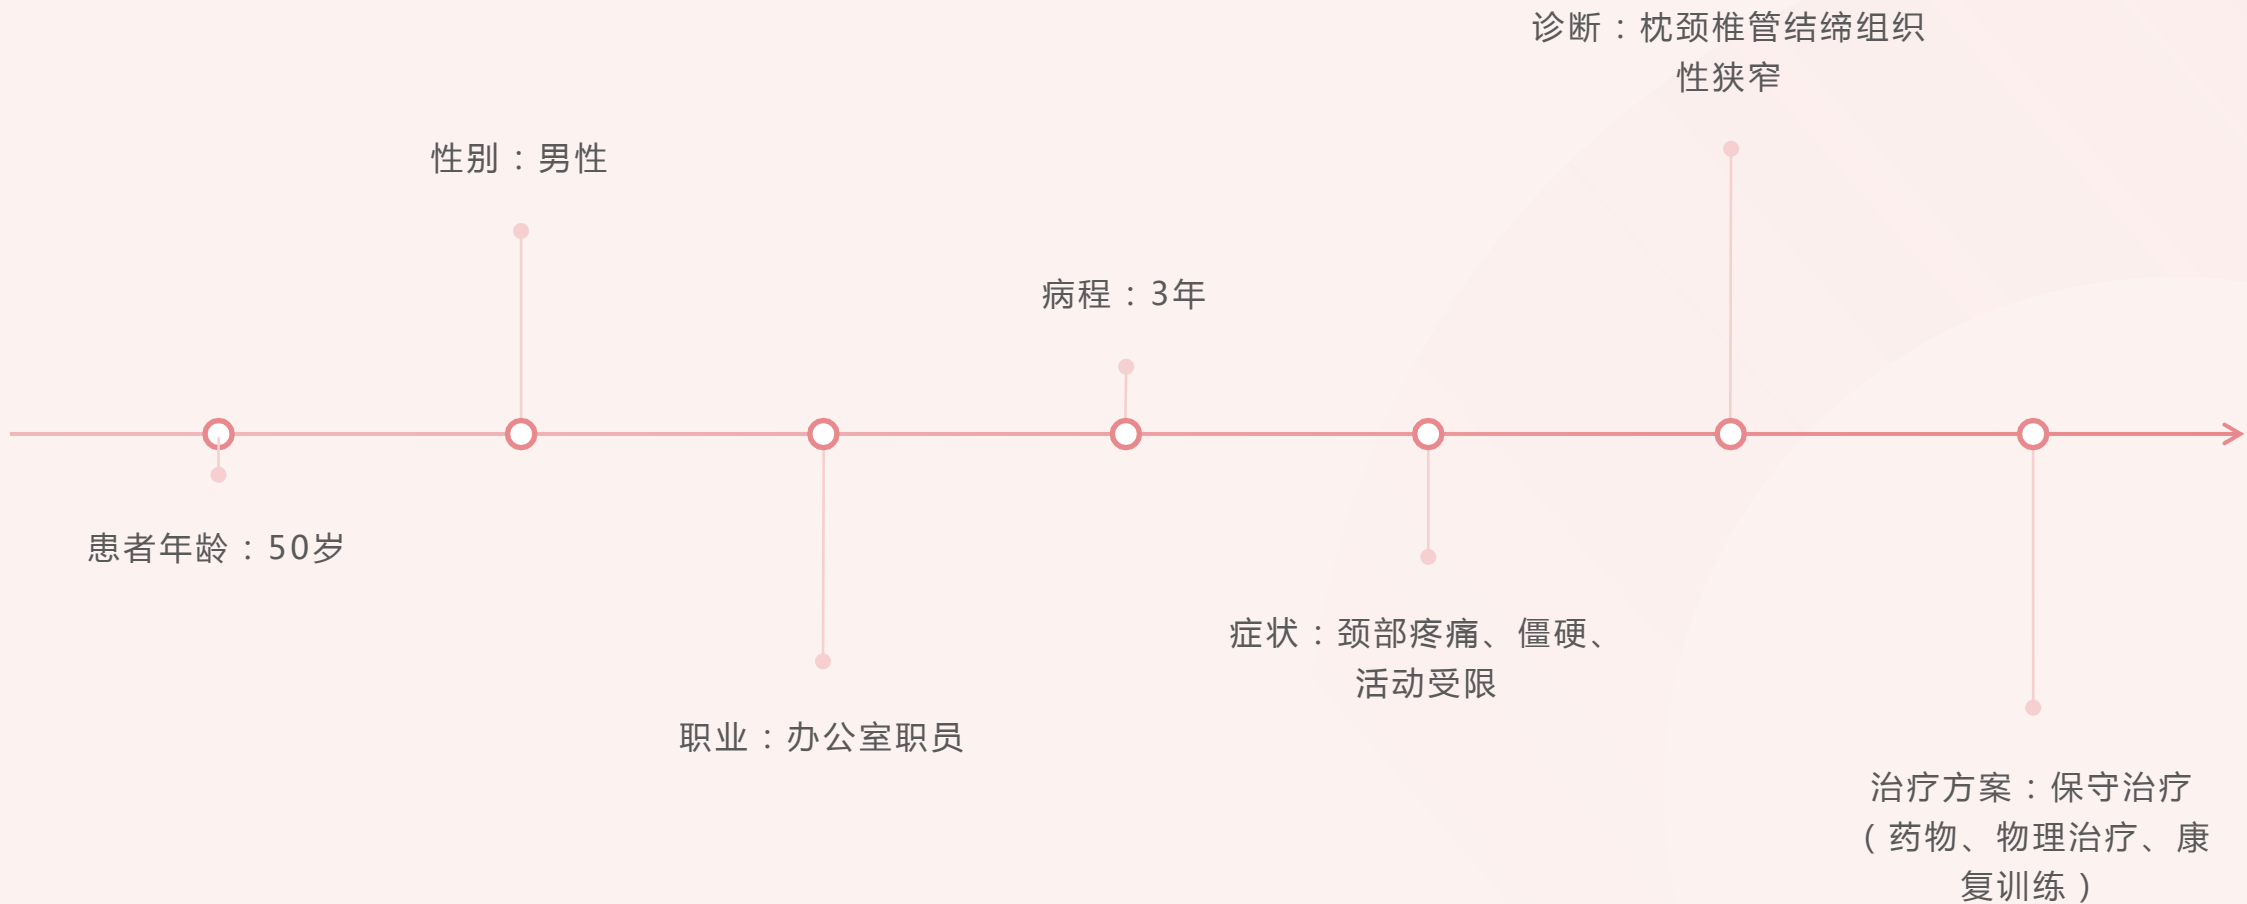 患者年龄：50岁
性别：男性
职业：办公室职员
病程：3年
症状：颈部疼痛、僵硬、
活动受限
诊断：枕颈椎管结缔组织
性狭窄
治疗方案：保守治疗
（药物、物理治疗、康
复训练）